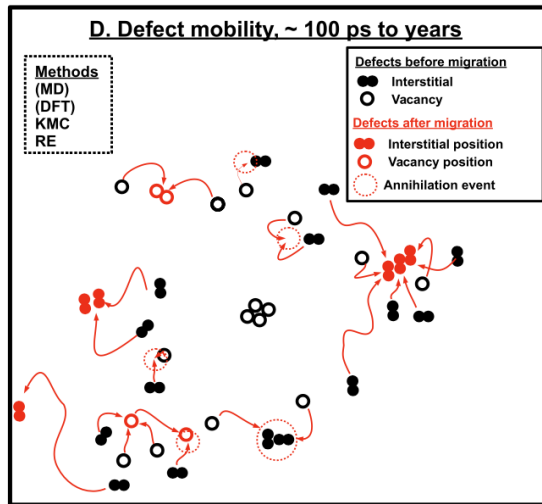 D. Defect mobility, ~ 100 ps to years
Methods
(MD)
(DFT)
KMC
RE
Defects before migration
Interstitial
Vacancy
Defects after migration
Interstitial position
Vacancy position
Annihilation event